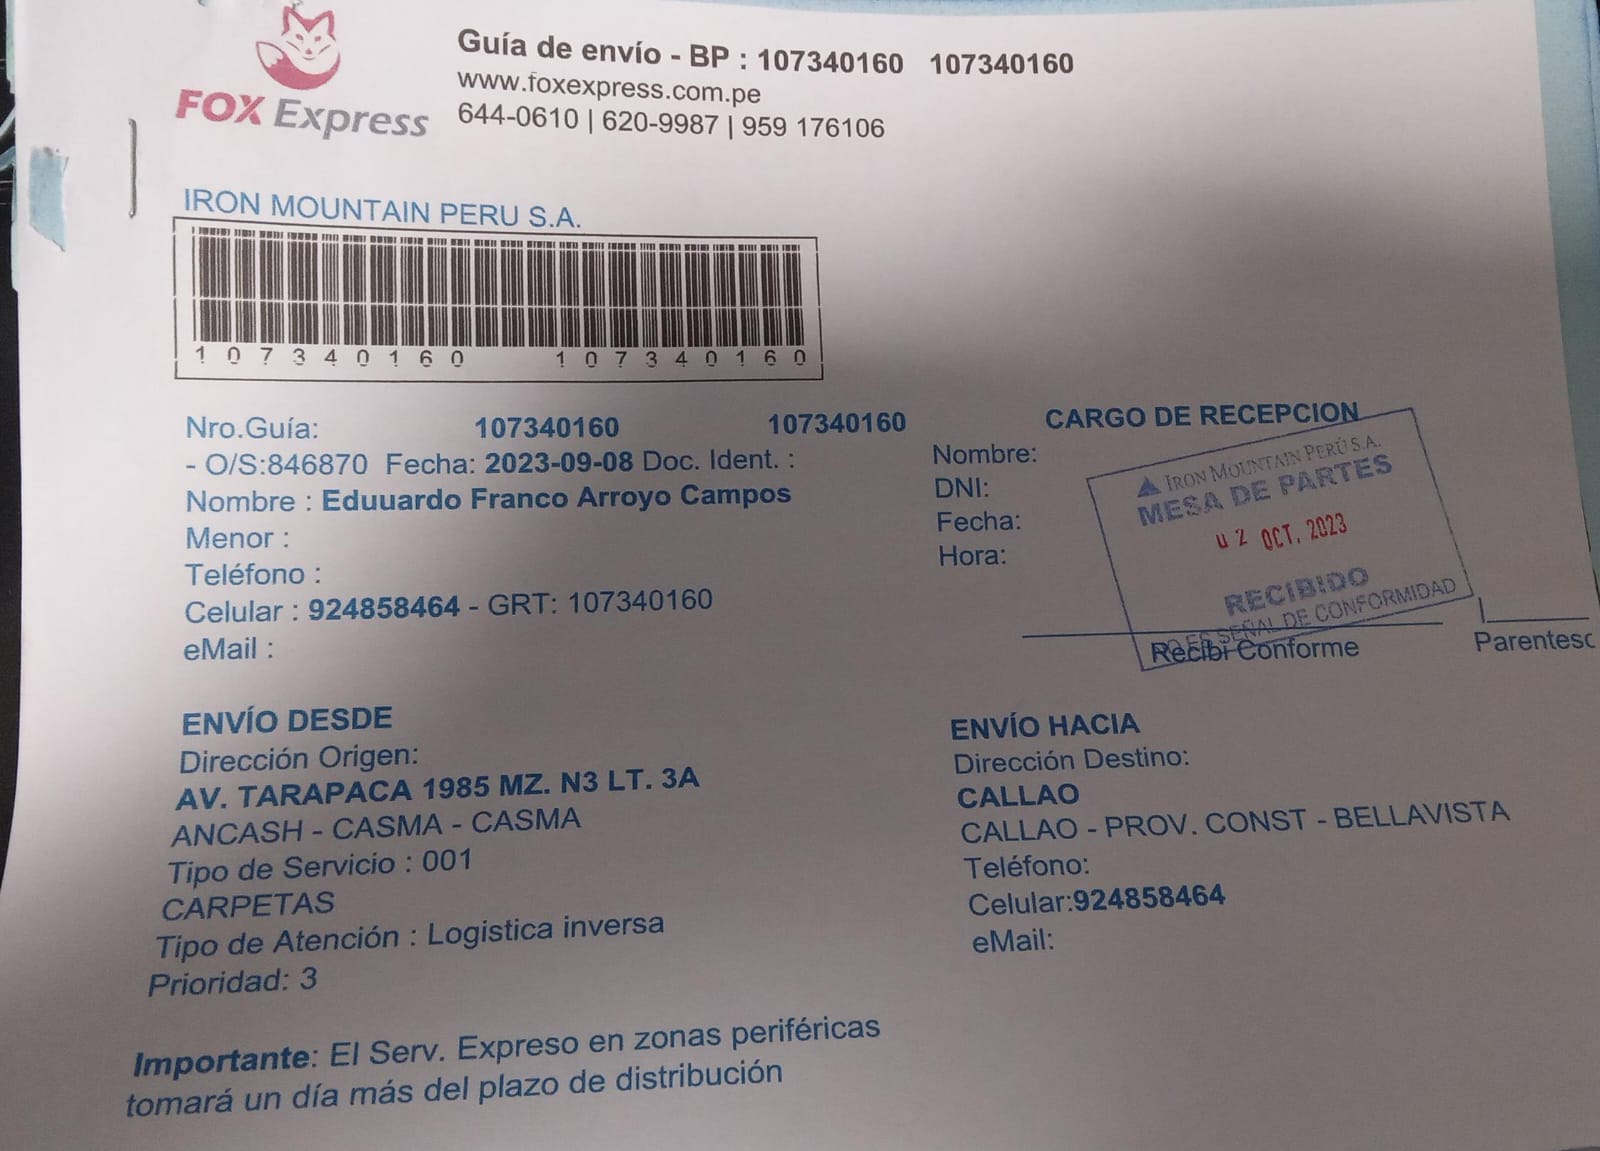 FOX Express
Guía de envío - BP : 107340160 107340160
www.foxexpress.com.pe
644-0610 | 620-9987 | 959 176106
IRON MOUNTAIN PERU S.A.
107340160 107340160
Nro.Guía: 107340160 107340160
- O/S:846870 Fecha: 2023-09-08 Doc. Ident. :
Nombre : Eduuardo Franco Arroyo Campos
Menor :
Teléfono :
Celular : 924858464 - GRT: 107340160
eMail :
CARGO DE RECEPCION
Nombre:
DNI:
Fecha:
Hora:
IRON MOUNTAIN PERÚ S.A.
MESA DE PARTES
02 OCT. 2023
RECIBIDO
NO ES SEÑAL DE CONFORMIDAD
Recibi Conforme
Parentesc
ENVÍO DESDE
Dirección Origen:
AV. TARAPACA 1985 MZ. N3 LT. 3A
ANCASH - CASMA - CASMA
Tipo de Servicio : 001
CARPETAS
Tipo de Atención : Logistica inversa
Prioridad: 3
ENVÍO HACIA
Dirección Destino:
CALLAO
CALLAO - PROV. CONST - BELLAVISTA
Teléfono:
Celular:924858464
eMail:
Importante: El Serv. Expreso en zonas periféricas
tomará un día más del plazo de distribución